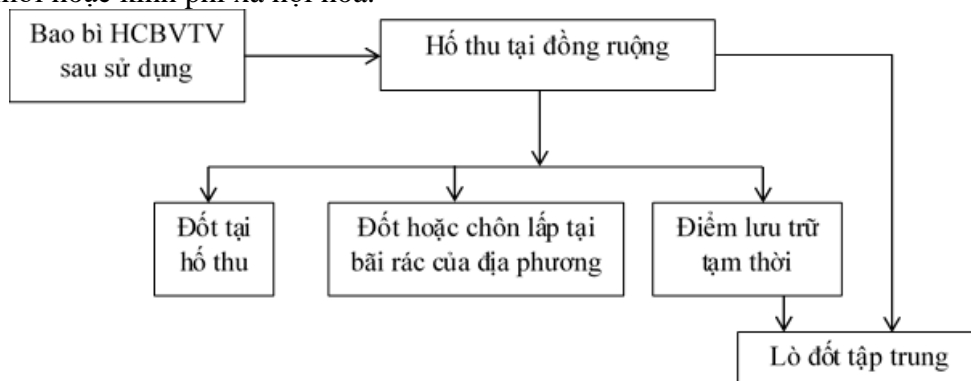 Bao bì HCBVTV
sau sử dụng
Hố thu tại đồng ruộng
Đốt tại
hố thu
Đốt hoặc chôn lấp tại
bãi rác của địa phương
Điểm lưu trữ
tạm thời
Lò đốt tập trung